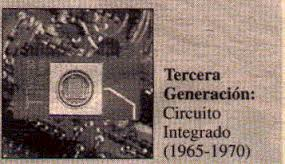 Tercera
Generación:
Circuito
Integrado
(1965-1970)